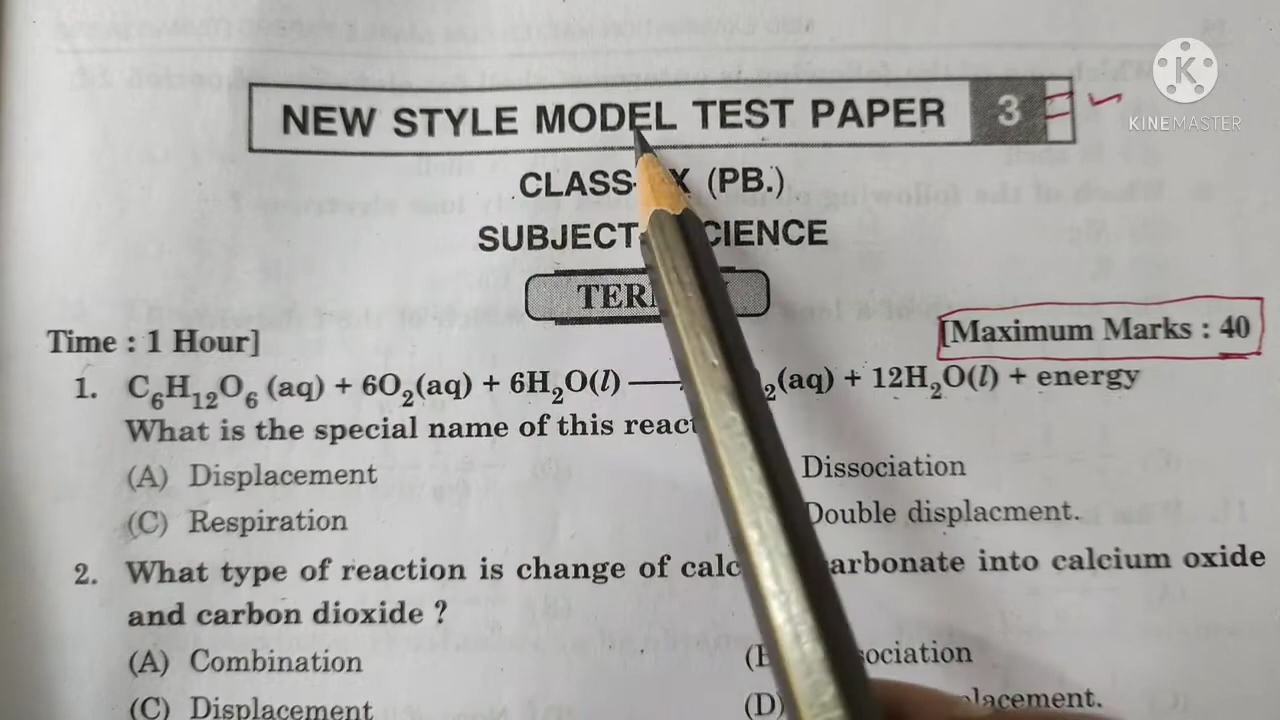 NEW STYLE MODEL TEST PAPER 3
K
KINEMASTER
CLASS- X (PB.)
SUBJECT CIENCE
TER
Time : 1 Hour] [Maximum Marks : 40
1. C₆H₁₂O₆ (aq) + 6O₂(aq) + 6H₂O(l) — ₂(aq) + 12H₂O(l) + energy
What is the special name of this reac
(A) Displacement Dissociation
(C) Respiration Double displacment.
2. What type of reaction is change of calc arbonate into calcium oxide
and carbon dioxide ?
(A) Combination ociation
(C) Displacement (D) lacement.